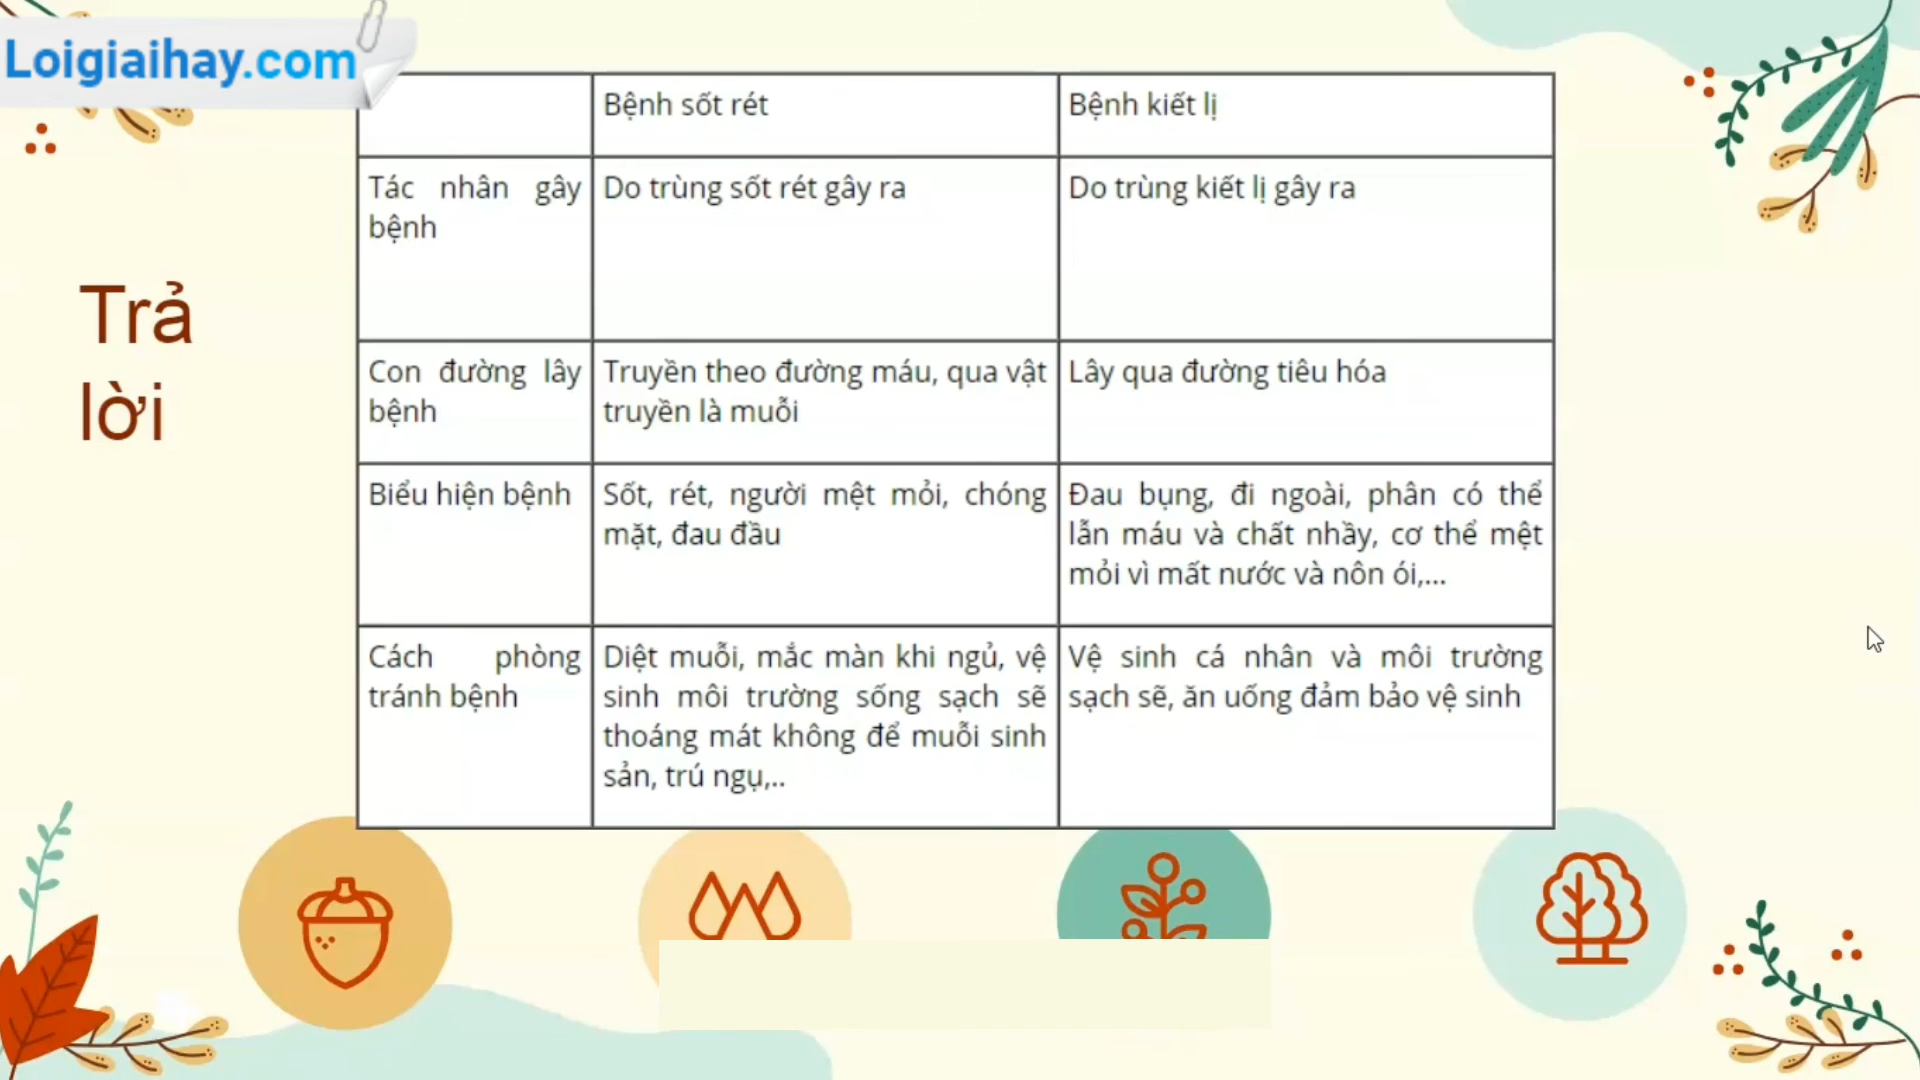 Loigiaihay.com
Bệnh sốt rét
Bệnh kiết lị
Tác nhân gây
bệnh
Do trùng sốt rét gây ra
Do trùng kiết lị gây ra
Trả
lời
Con đường lây
bệnh
Truyền theo đường máu, qua vật
truyền là muỗi
Lây qua đường tiêu hóa
Biểu hiện bệnh
Sốt, rét, người mệt mỏi, chóng
mặt, đau đầu
Đau bụng, đi ngoài, phân có thể
lẫn máu và chất nhầy, cơ thể mệt
mỏi vì mất nước và nôn ói,...
Cách phòng
tránh bệnh
Diệt muỗi, mắc màn khi ngủ, vệ
sinh môi trường sống sạch sẽ
thoáng mát không để muỗi sinh
sản, trú ngụ,..
Vệ sinh cá nhân và môi trường
sạch sẽ, ăn uống đảm bảo vệ sinh